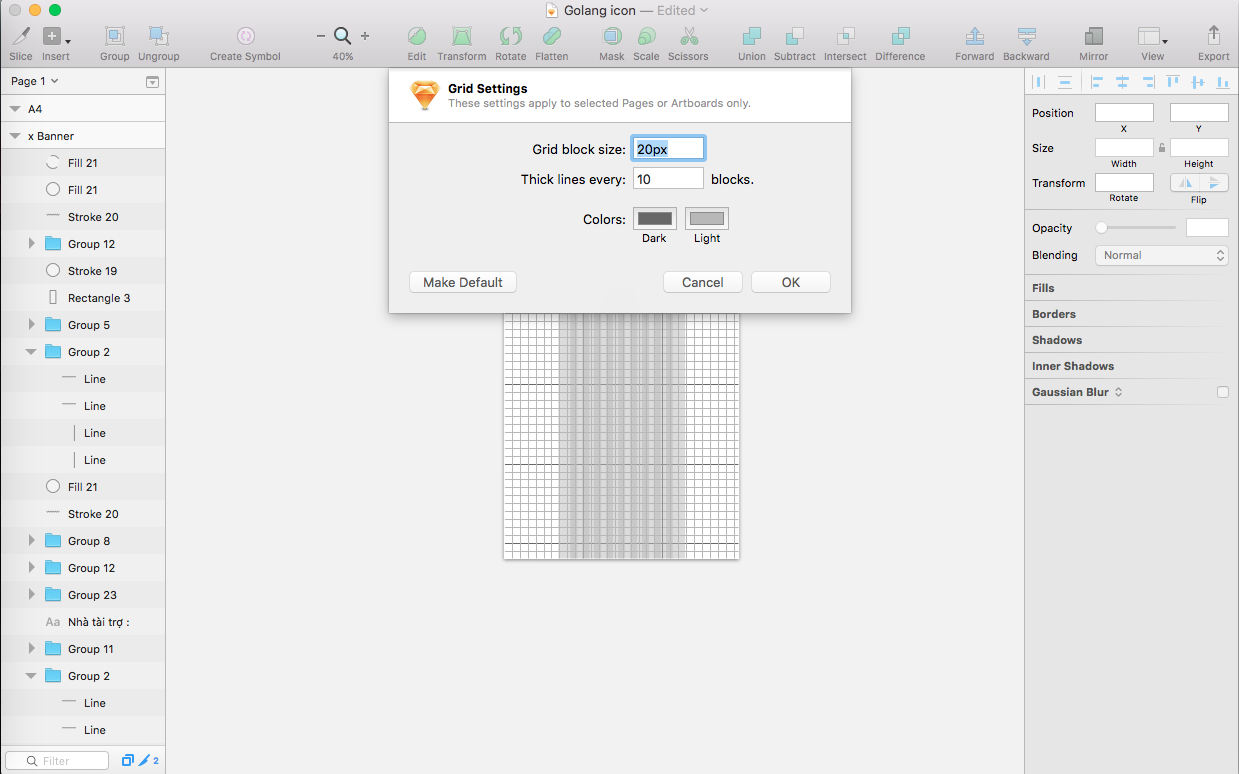 Golang icon — Edited
Slice Insert Group Ungroup Create Symbol 40% Edit Transform Rotate Flatten Mask Scale Scissors Union Subtract Intersect Difference Forward Backward Mirror View Export
Page 1
A4
x Banner
Fill 21
Fill 21
Stroke 20
Group 12
Stroke 19
Rectangle 3
Group 5
Group 2
Line
Line
Line
Line
Fill 21
Stroke 20
Group 8
Group 12
Group 23
Aa Nhà tài trợ :
Group 11
Group 2
Line
Line
Filter 2
Grid Settings
These settings apply to selected Pages or Artboards only.
Grid block size: 20px
Thick lines every: 10 blocks.
Colors:
Dark Light
Make Default Cancel OK
Position
X Y
Size
Width Height
Transform
Rotate Flip
Opacity
Blending Normal
Fills
Borders
Shadows
Inner Shadows
Gaussian Blur